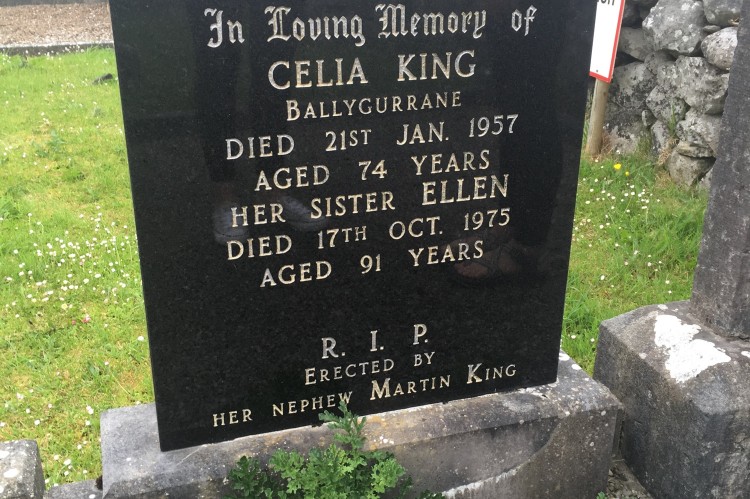 In Loving Memory of
CELIA KING
BALLYGURRANE
DIED 21ST JAN. 1957
AGED 74 YEARS
HER SISTER ELLEN
DIED 17TH OCT. 1975
AGED 91 YEARS
R. I. P.
ERECTED BY
HER NEPHEW MARTIN KING